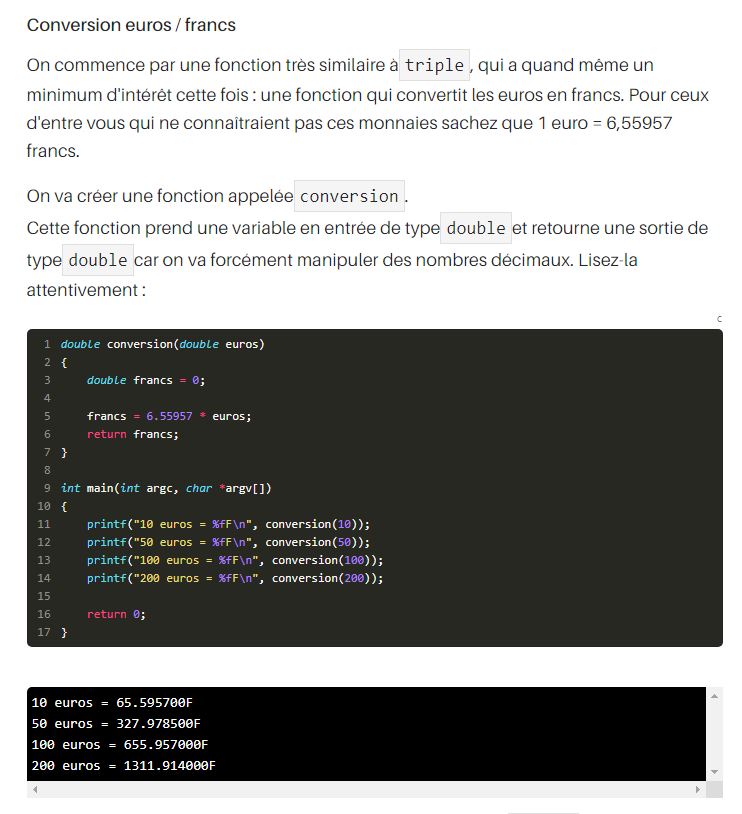 Conversion euros / francs
On commence par une fonction très similaire à triple, qui a quand même un
minimum d'intérêt cette fois : une fonction qui convertit les euros en francs. Pour ceux
d'entre vous qui ne connaîtraient pas ces monnaies sachez que 1 euro = 6,55957
francs.
On va créer une fonction appelée conversion.
Cette fonction prend une variable en entrée de type double et retourne une sortie de
type double car on va forcément manipuler des nombres décimaux. Lisez-la
attentivement :
c
1 double conversion(double euros)
2 {
3     double francs = 0;
4
5     francs = 6.55957 * euros;
6     return francs;
7 }
8
9 int main(int argc, char *argv[])
10 {
11     printf("10 euros = %fF\n", conversion(10));
12     printf("50 euros = %fF\n", conversion(50));
13     printf("100 euros = %fF\n", conversion(100));
14     printf("200 euros = %fF\n", conversion(200));
15
16     return 0;
17 }
10 euros = 65.595700F
50 euros = 327.978500F
100 euros = 655.957000F
200 euros = 1311.914000F